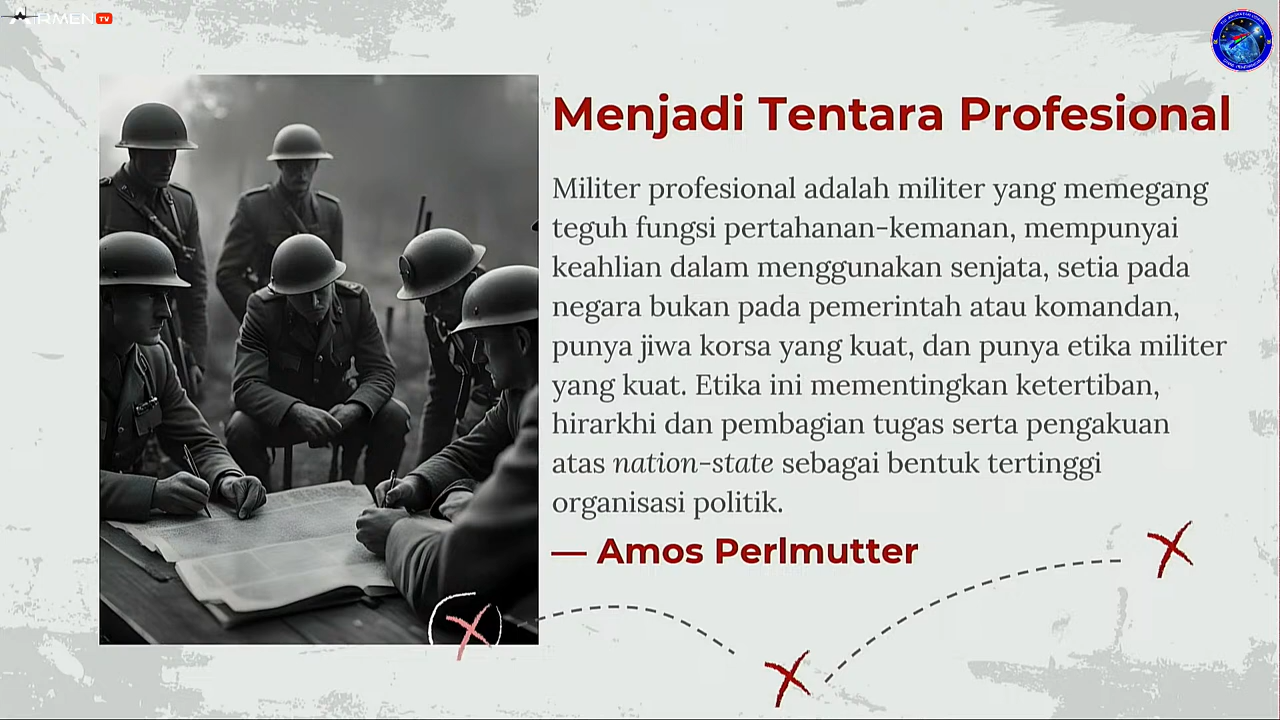 AIRMEN TV
Menjadi Tentara Profesional
Militer profesional adalah militer yang memegang
teguh fungsi pertahanan-kemanan, mempunyai
keahlian dalam menggunakan senjata, setia pada
negara bukan pada pemerintah atau komandan,
punya jiwa korsa yang kuat, dan punya etika militer
yang kuat. Etika ini mementingkan ketertiban,
hirarkhi dan pembagian tugas serta pengakuan
atas nation-state sebagai bentuk tertinggi
organisasi politik.
— Amos Perlmutter